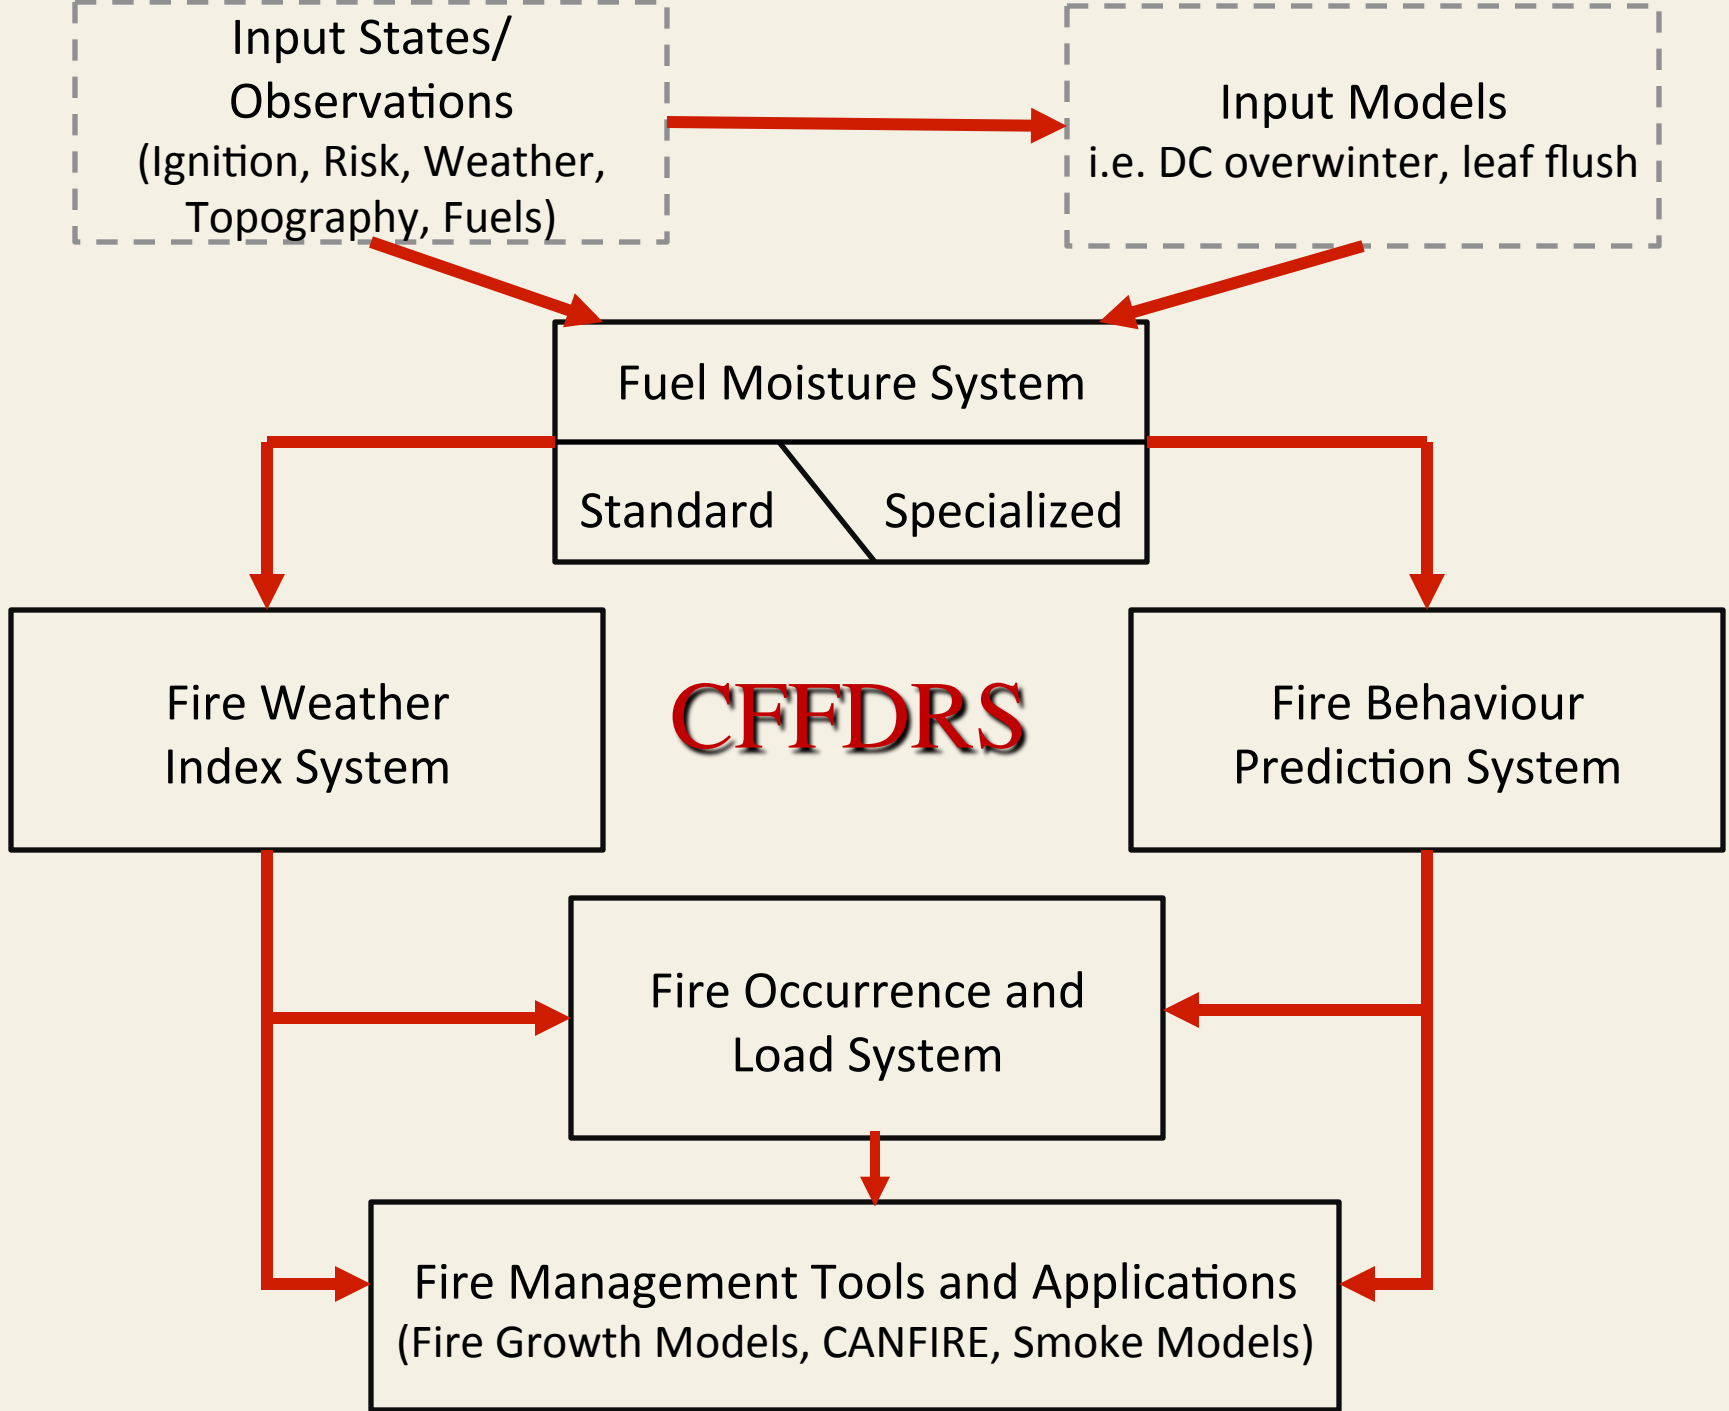 Input States/
Observations
(Ignition, Risk, Weather,
Topography, Fuels)
Input Models
i.e. DC overwinter, leaf flush
Fuel Moisture System
Standard
Specialized
Fire Weather
Index System
CFFDRS
Fire Behaviour
Prediction System
Fire Occurrence and
Load System
Fire Management Tools and Applications
(Fire Growth Models, CANFIRE, Smoke Models)